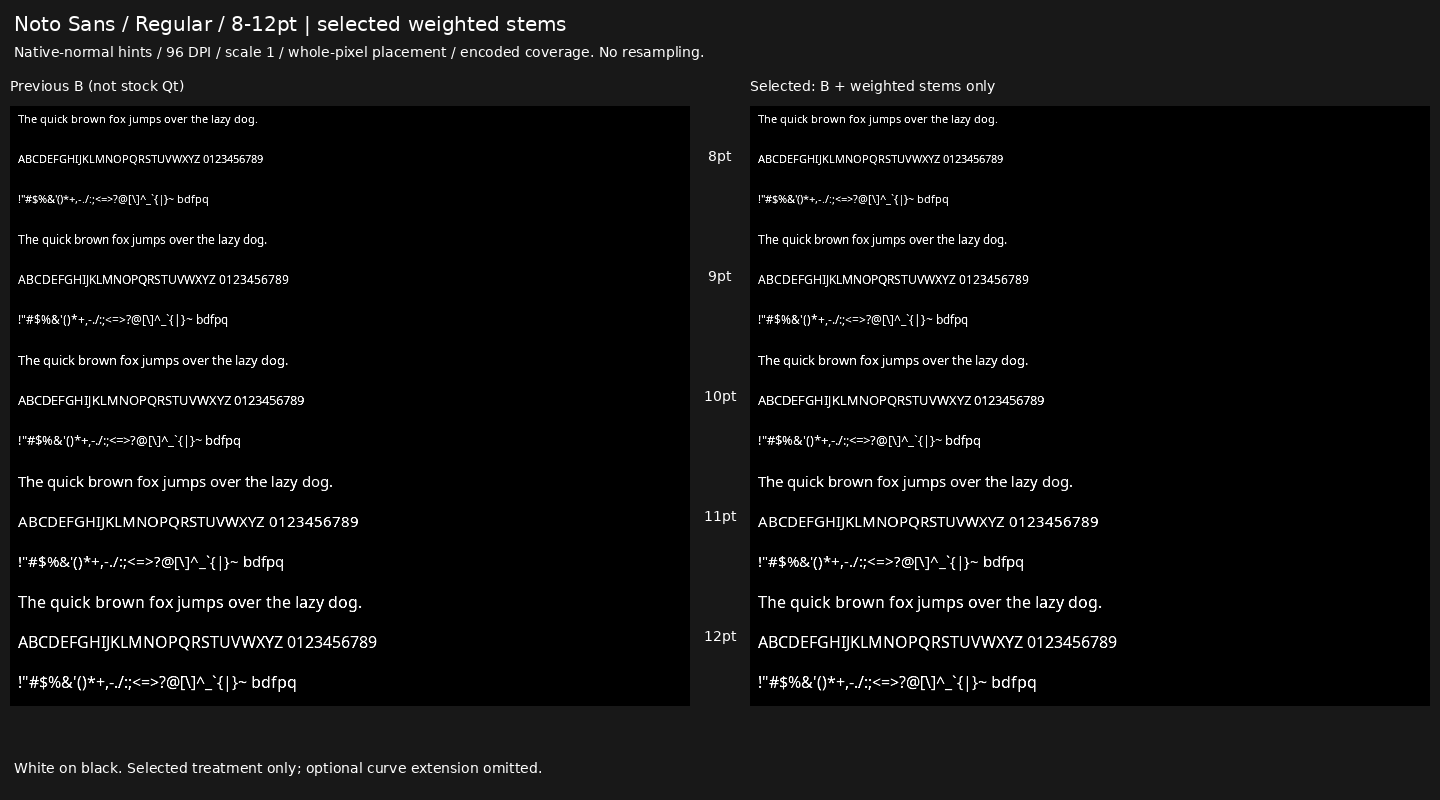 Noto Sans / Regular / 8-12pt | selected weighted stems
Native-normal hints / 96 DPI / scale 1 / whole-pixel placement / encoded coverage. No resampling.
Previous B (not stock Qt)
The quick brown fox jumps over the lazy dog.
ABCDEFGHIJKLMNOPQRSTUVWXYZ 0123456789
!"#$%&'()*+,-./:;<=>?@[\]^_`{|}~ bdfpq
The quick brown fox jumps over the lazy dog.
ABCDEFGHIJKLMNOPQRSTUVWXYZ 0123456789
!"#$%&'()*+,-./:;<=>?@[\]^_`{|}~ bdfpq
The quick brown fox jumps over the lazy dog.
ABCDEFGHIJKLMNOPQRSTUVWXYZ 0123456789
!"#$%&'()*+,-./:;<=>?@[\]^_`{|}~ bdfpq
The quick brown fox jumps over the lazy dog.
ABCDEFGHIJKLMNOPQRSTUVWXYZ 0123456789
!"#$%&'()*+,-./:;<=>?@[\]^_`{|}~ bdfpq
The quick brown fox jumps over the lazy dog.
ABCDEFGHIJKLMNOPQRSTUVWXYZ 0123456789
!"#$%&'()*+,-./:;<=>?@[\]^_`{|}~ bdfpq
8pt
9pt
10pt
11pt
12pt
Selected: B + weighted stems only
The quick brown fox jumps over the lazy dog.
ABCDEFGHIJKLMNOPQRSTUVWXYZ 0123456789
!"#$%&'()*+,-./:;<=>?@[\]^_`{|}~ bdfpq
The quick brown fox jumps over the lazy dog.
ABCDEFGHIJKLMNOPQRSTUVWXYZ 0123456789
!"#$%&'()*+,-./:;<=>?@[\]^_`{|}~ bdfpq
The quick brown fox jumps over the lazy dog.
ABCDEFGHIJKLMNOPQRSTUVWXYZ 0123456789
!"#$%&'()*+,-./:;<=>?@[\]^_`{|}~ bdfpq
The quick brown fox jumps over the lazy dog.
ABCDEFGHIJKLMNOPQRSTUVWXYZ 0123456789
!"#$%&'()*+,-./:;<=>?@[\]^_`{|}~ bdfpq
The quick brown fox jumps over the lazy dog.
ABCDEFGHIJKLMNOPQRSTUVWXYZ 0123456789
!"#$%&'()*+,-./:;<=>?@[\]^_`{|}~ bdfpq
White on black. Selected treatment only; optional curve extension omitted.